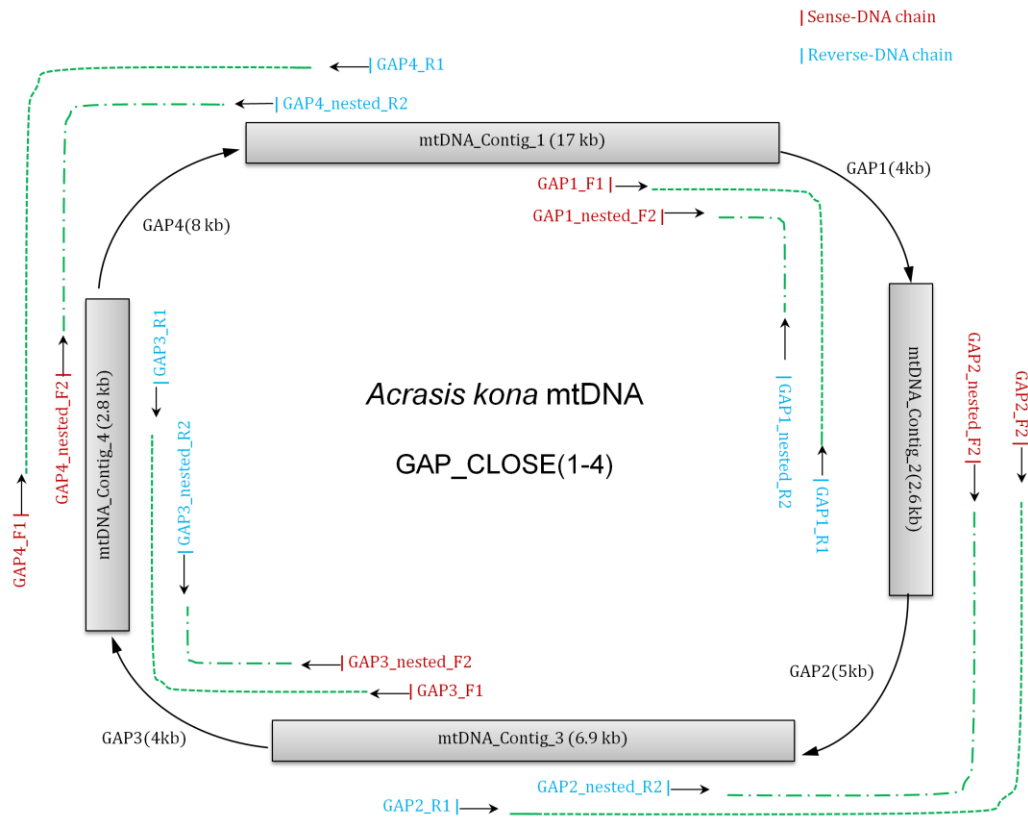 Sense-DNA chain
Reverse-DNA chain
GAP4_R1
GAP4_nested_R2
mtDNA_Contig_1 (17 kb)
GAP1(4kb)
GAP1_F1
GAP1_nested_F2
GAP4(8 kb)
GAP3_R1
GAP4_nested_F2
GAP4_F1
mtDNA_Contig_4 (2.8 kb)
GAP3_nested_R2
Acrasis kona mtDNA
GAP_CLOSE(1-4)
GAP1_nested_R2
GAP1_R1
mtDNA_Contig_2(2.6 kb)
GAP2_nested_F2
GAP2_F2
GAP3_nested_F2
GAP3_F1
GAP2(5kb)
GAP3(4kb)
mtDNA_Contig_3 (6.9 kb)
GAP2_nested_R2
GAP2_R1